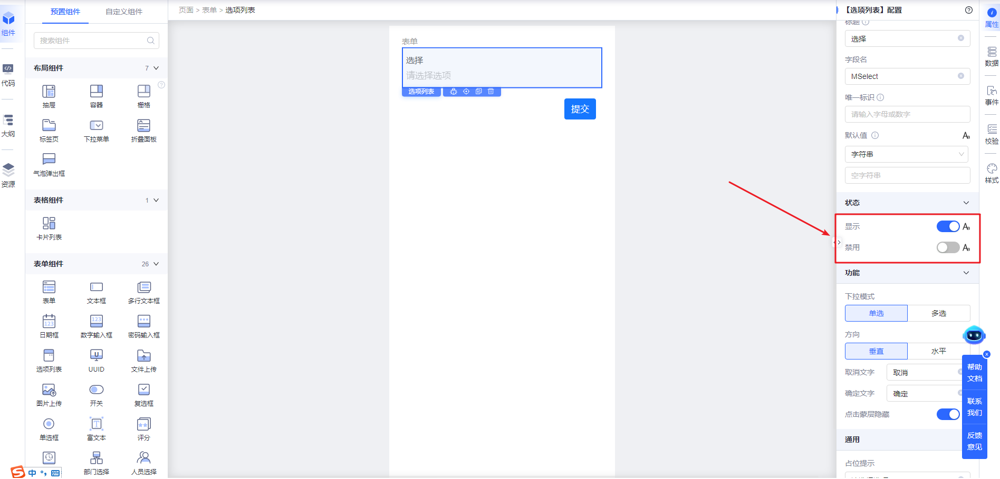 预置组件
自定义组件
页面 > 表单 > 选项列表
【选项列表】配置
组件
代码
大纲
资源
搜索组件
布局组件
7
抽屉
容器
栅格
标签页
下拉菜单
折叠面板
气泡弹出框
表格组件
1
卡片列表
表单组件
26
表单
文本框
多行文本框
日期框
数字输入框
密码输入框
选项列表
UUID
文件上传
图片上传
开关
复选框
单选框
富文本
评分
部门选择
人员选择
中
表单
选择
请选择选项
选项列表
提交
标题
选择
字段名
MSelect
唯一标识
请输入字母或数字
默认值
字符串
空字符串
状态
显示
禁用
功能
下拉模式
单选
多选
方向
垂直
水平
取消文字
取消
确定文字
确定
点击蒙层隐藏
通用
占位提示
属性
数据
事件
校验
样式
帮助
文档
联系
我们
反馈
意见